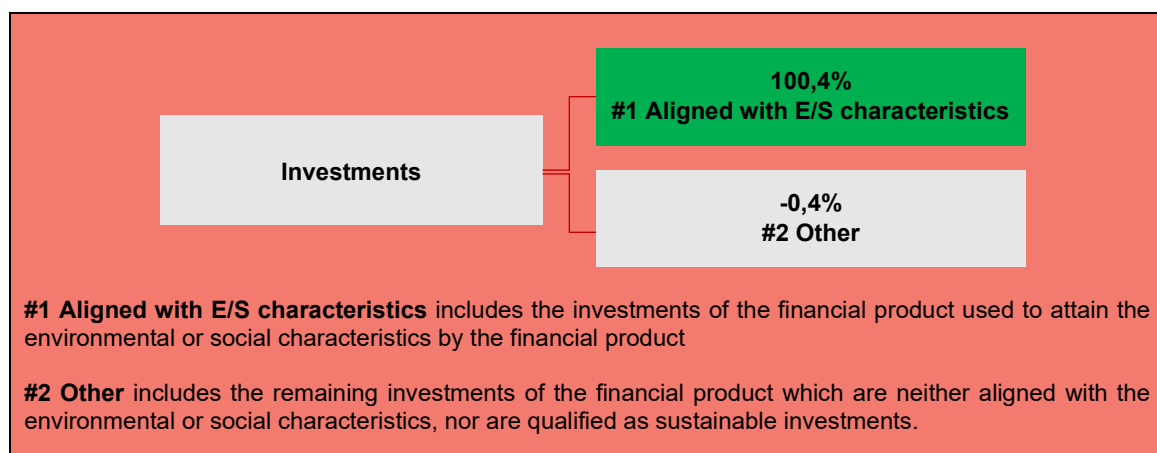 100,4%
#1 Aligned with E/S characteristics
Investments
-0,4%
#2 Other
#1 Aligned with E/S characteristics includes the investments of the financial product used to attain the
environmental or social characteristics by the financial product
#2 Other includes the remaining investments of the financial product which are neither aligned with the
environmental or social characteristics, nor are qualified as sustainable investments.